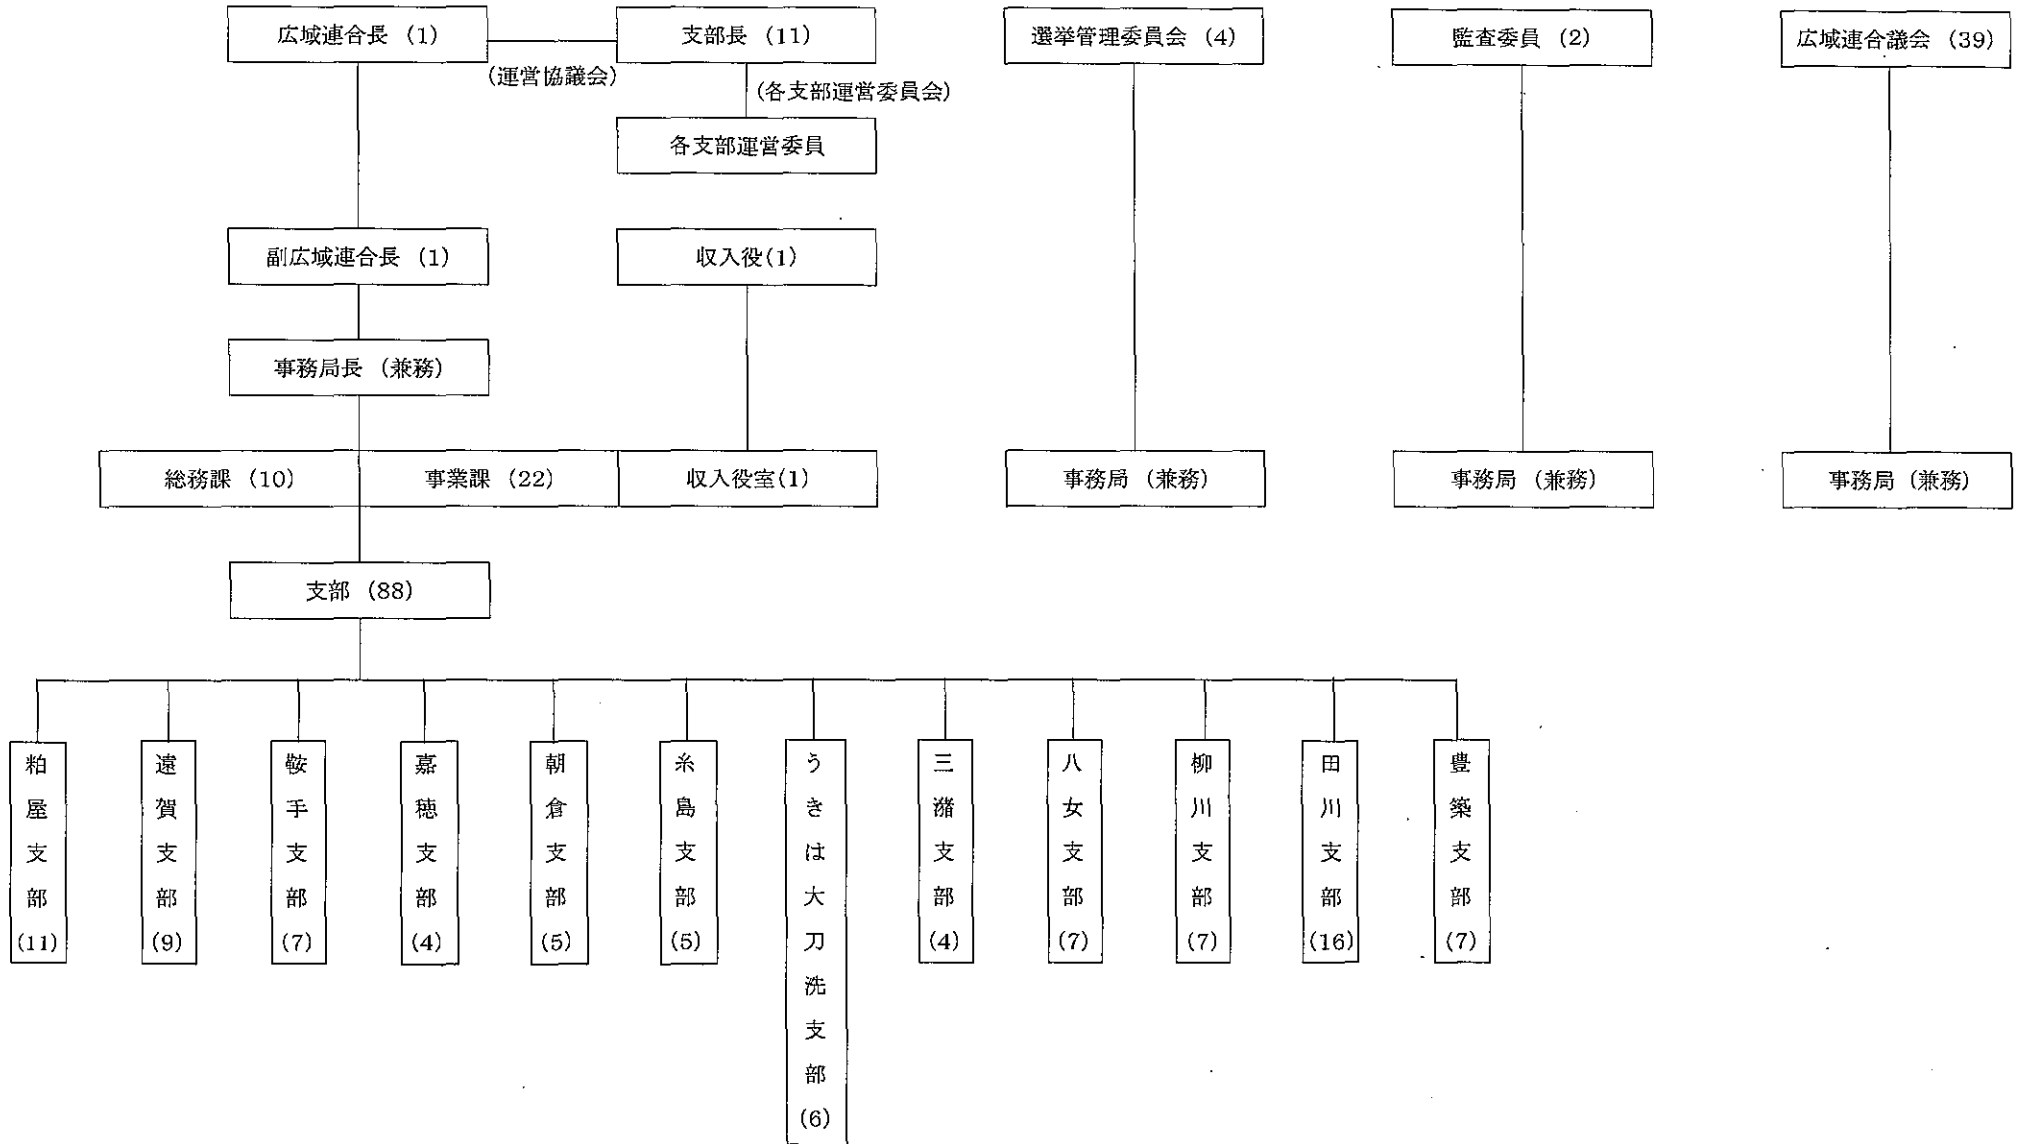 広域連合長 (1)
支部長 (11)
選挙管理委員会 (4)
監査委員 (2)
広域連合議会 (39)
(運営協議会)
(各支部運営委員会)
各支部運営委員
副広域連合長 (1)
収入役(1)
事務局長 (兼務)
総務課 (10)
事業課 (22)
収入役室(1)
事務局 (兼務)
事務局 (兼務)
事務局 (兼務)
支部 (88)
粕屋支部(11)
遠賀支部(9)
鞍手支部(7)
嘉穂支部(4)
朝倉支部(5)
糸島支部(5)
うきは大刀洗支部(6)
三潴支部(4)
八女支部(7)
柳川支部(7)
田川支部(16)
豊築支部(7)